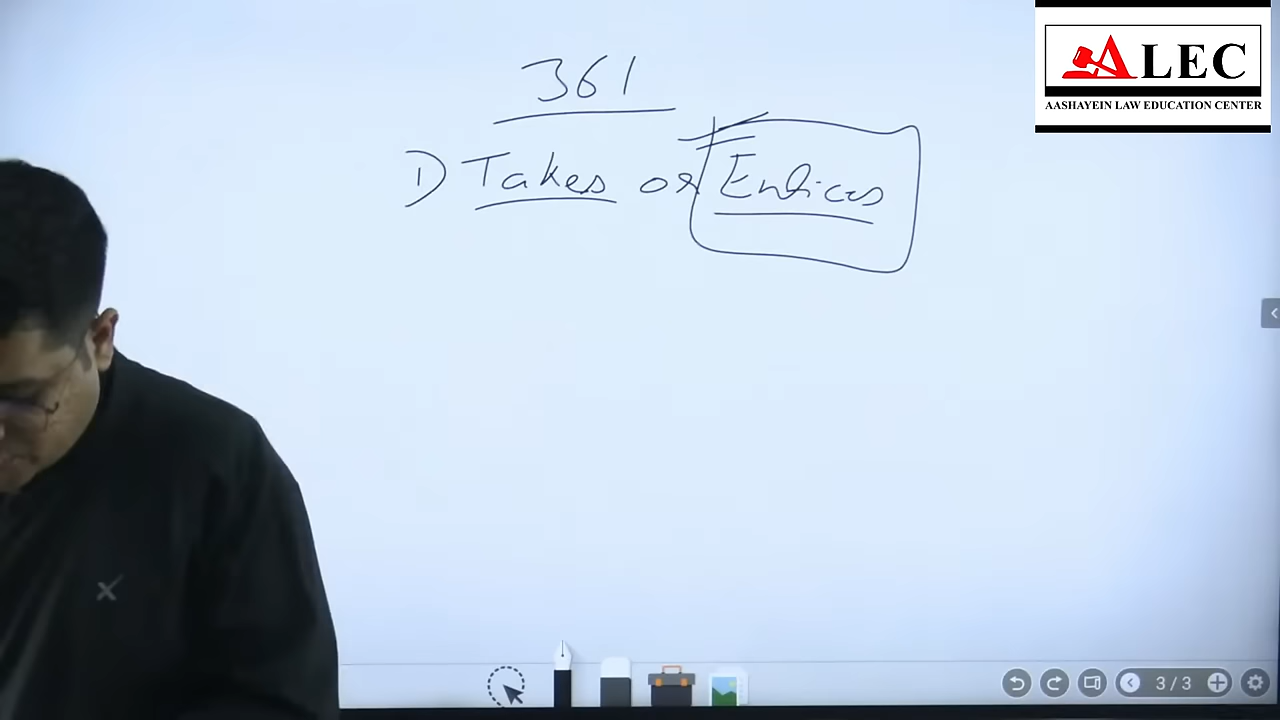 ALEC
AASHAYEIN LAW EDUCATION CENTER
361
1) Takes or Entices
3/3